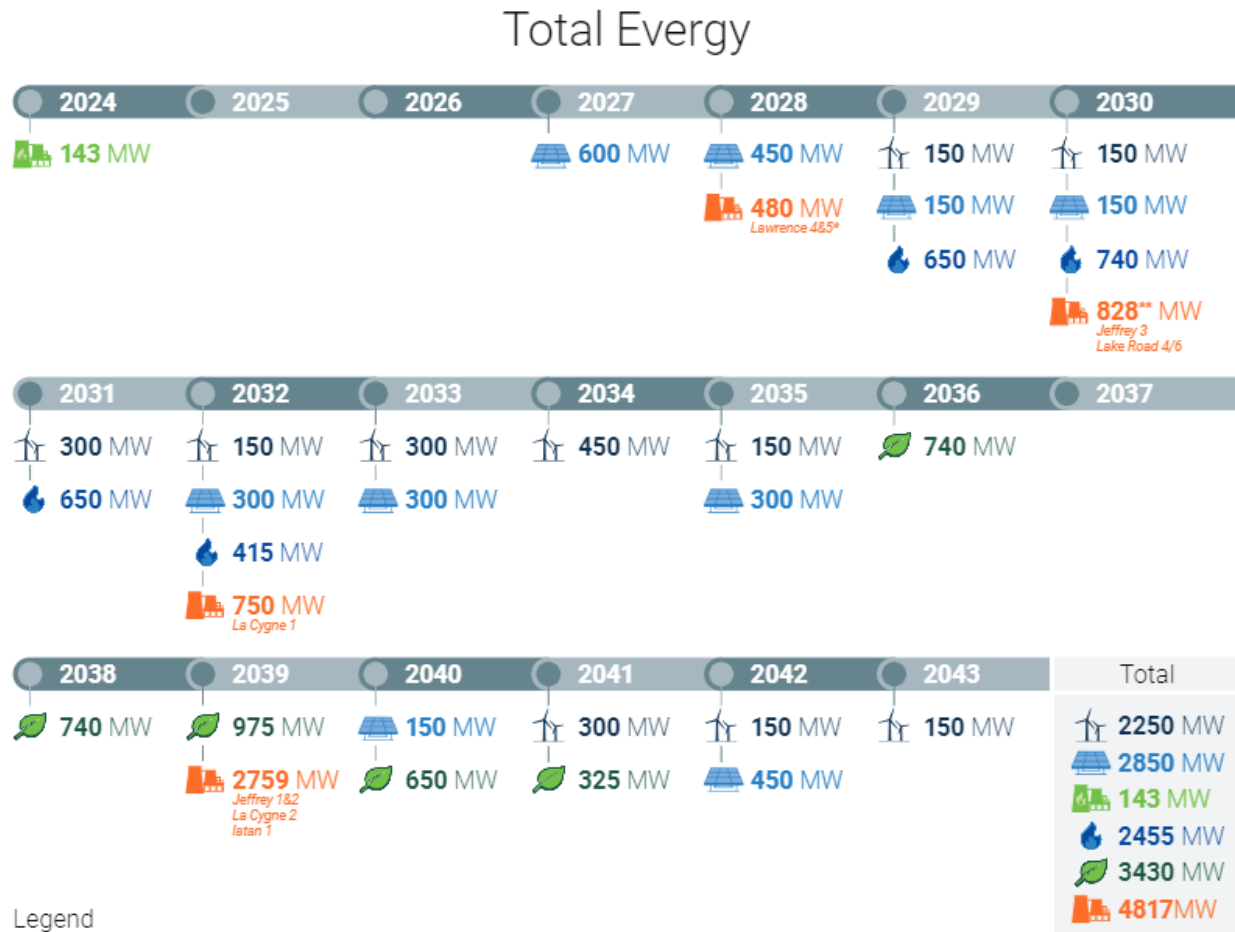 Total Evergy
2024 2025 2026 2027 2028 2029 2030
143 MW 600 MW 450 MW 150 MW 150 MW
480 MW 150 MW 150 MW
Lawrence 4&5*
650 MW 740 MW
828** MW
Jeffrey 3
Lake Road 4/6
2031 2032 2033 2034 2035 2036 2037
300 MW 150 MW 300 MW 450 MW 150 MW 740 MW
650 MW 300 MW 300 MW 300 MW
415 MW
750 MW
La Cygne 1
2038 2039 2040 2041 2042 2043 Total
740 MW 975 MW 150 MW 300 MW 150 MW 150 MW 2250 MW
2850 MW
2759 MW 650 MW 325 MW 450 MW
Jeffrey 1&2
La Cygne 2
Iatan 1
143 MW
2455 MW
3430 MW
4817MW
Legend